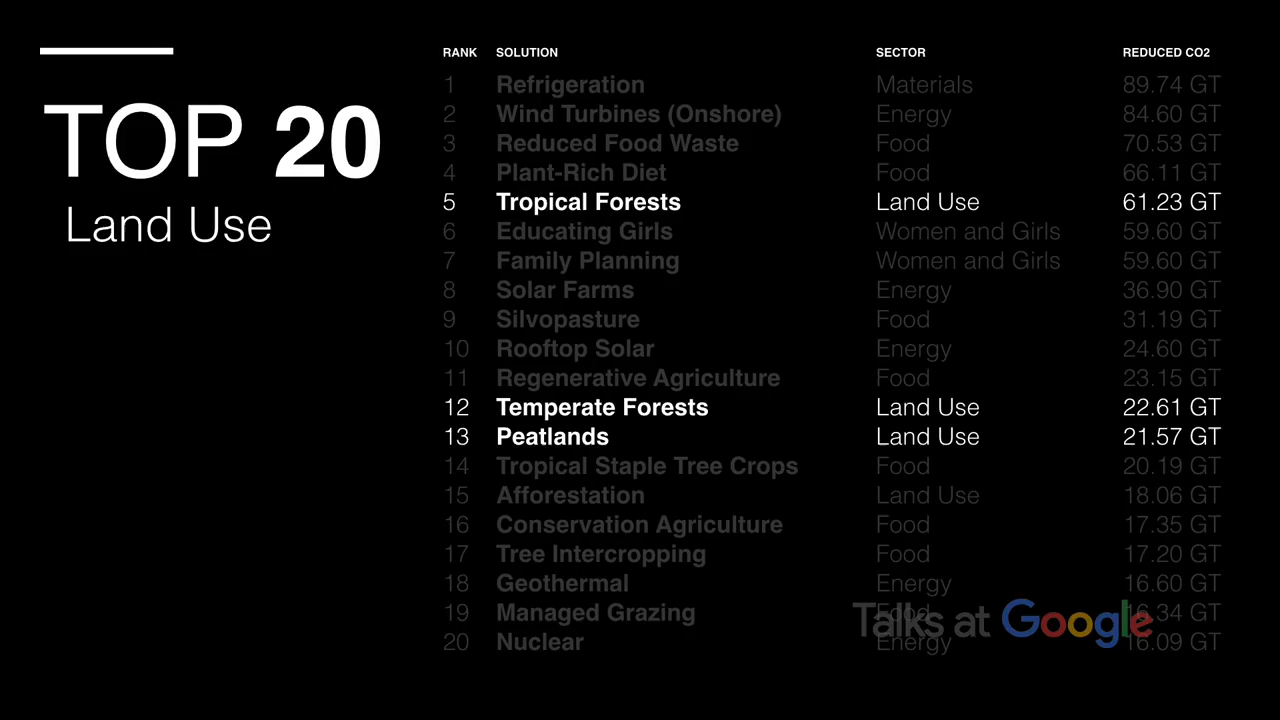 TOP 20
Land Use
RANK SOLUTION SECTOR REDUCED CO2
1 Refrigeration Materials 89.74 GT
2 Wind Turbines (Onshore) Energy 84.60 GT
3 Reduced Food Waste Food 70.53 GT
4 Plant-Rich Diet Food 66.11 GT
5 Tropical Forests Land Use 61.23 GT
6 Educating Girls Women and Girls 59.60 GT
7 Family Planning Women and Girls 59.60 GT
8 Solar Farms Energy 36.90 GT
9 Silvopasture Food 31.19 GT
10 Rooftop Solar Energy 24.60 GT
11 Regenerative Agriculture Food 23.15 GT
12 Temperate Forests Land Use 22.61 GT
13 Peatlands Land Use 21.57 GT
14 Tropical Staple Tree Crops Food 20.19 GT
15 Afforestation Land Use 18.06 GT
16 Conservation Agriculture Food 17.35 GT
17 Tree Intercropping Food 17.20 GT
18 Geothermal Energy 16.60 GT
19 Managed Grazing Food 16.34 GT
20 Nuclear Energy 16.09 GT
Talks at Google